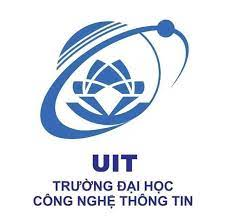 UIT
TRƯỜNG ĐẠI HỌC
CÔNG NGHỆ THÔNG TIN